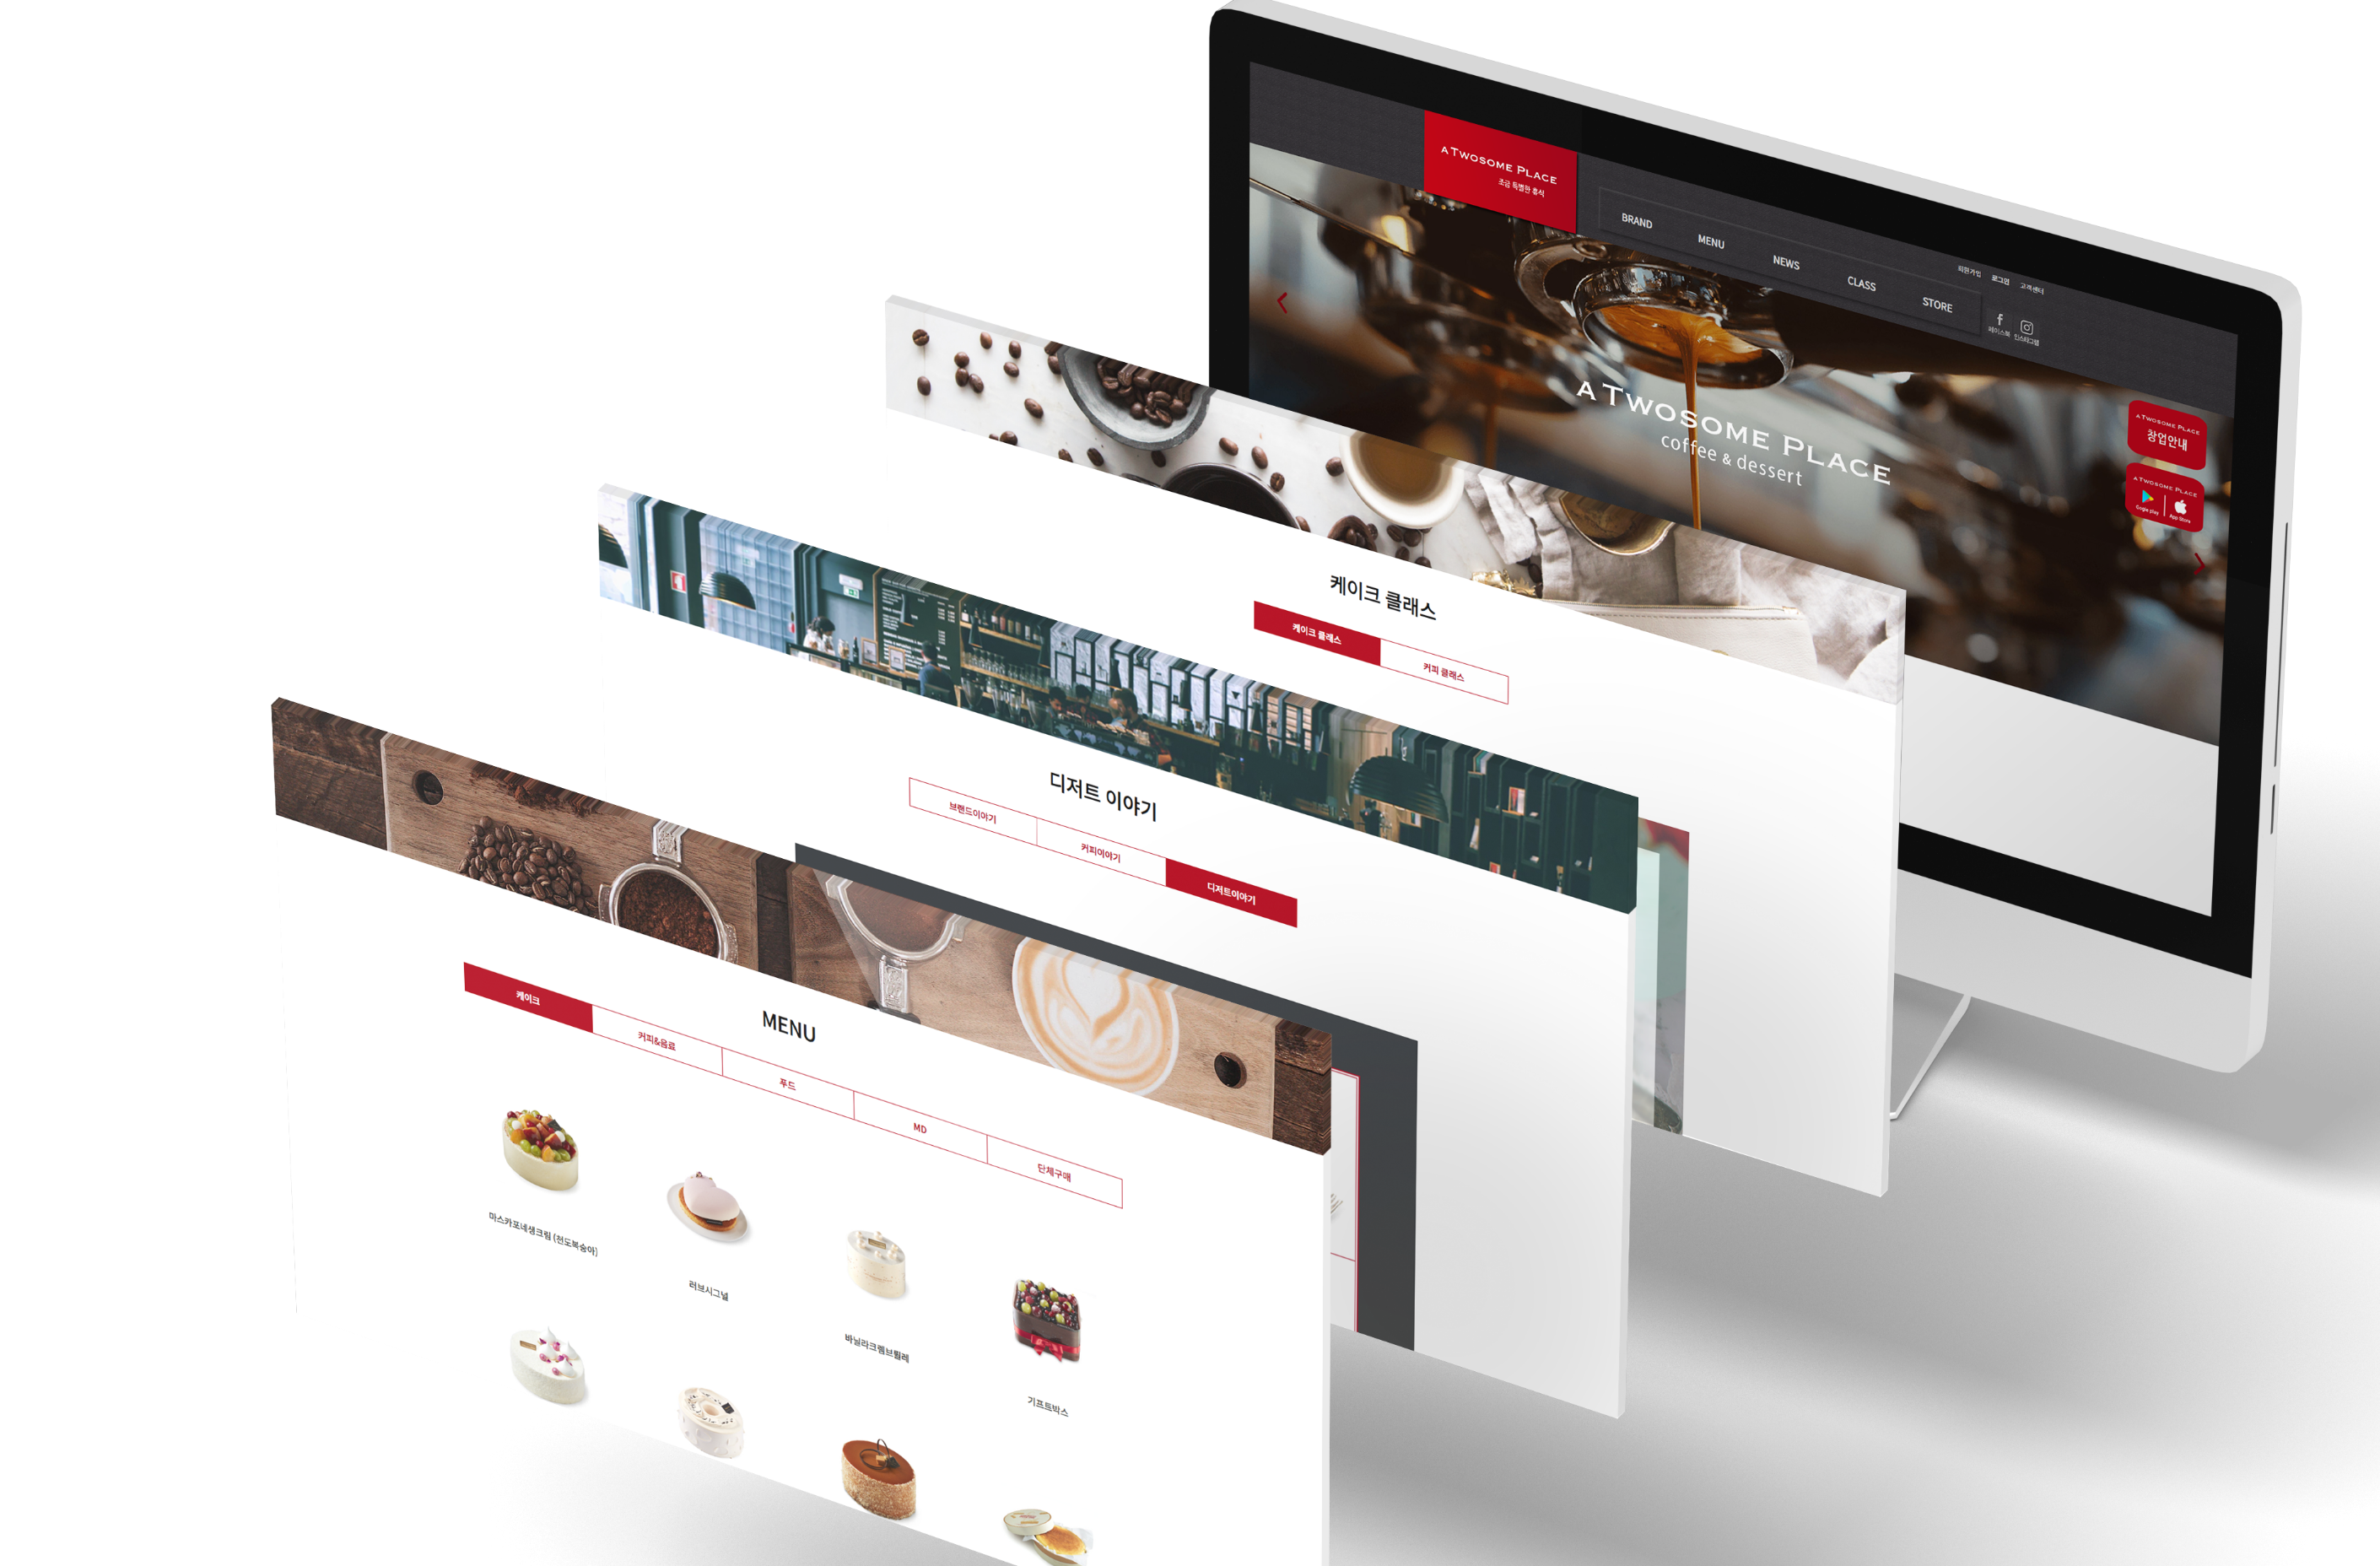 A TWOSOME PLACE
조금 특별한 휴식
BRAND
MENU
NEWS
CLASS
STORE
회원가입 로그인 고객센터
페이스북 인스타그램
A TWOSOME PLACE
coffee & dessert
A TWOSOME PLACE
창업안내
A TWOSOME PLACE
App Store
케이크 클래스
케이크 클래스
커피 클래스
디저트 이야기
브랜드이야기
커피이야기
디저트이야기
MENU
케이크
커피&음료
푸드
MD
단체구매
마스카포네생크림 (천도복숭아)
러브시그널
바닐라크렘브륄레
기프트박스